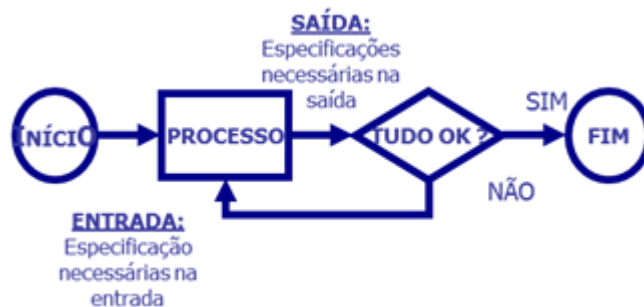 SAÍDA:
Especificações
necessárias na
saída
INÍCIO
PROCESSO
TUDO OK ?
SIM
FIM
NÃO
ENTRADA:
Especificação
necessárias na
entrada